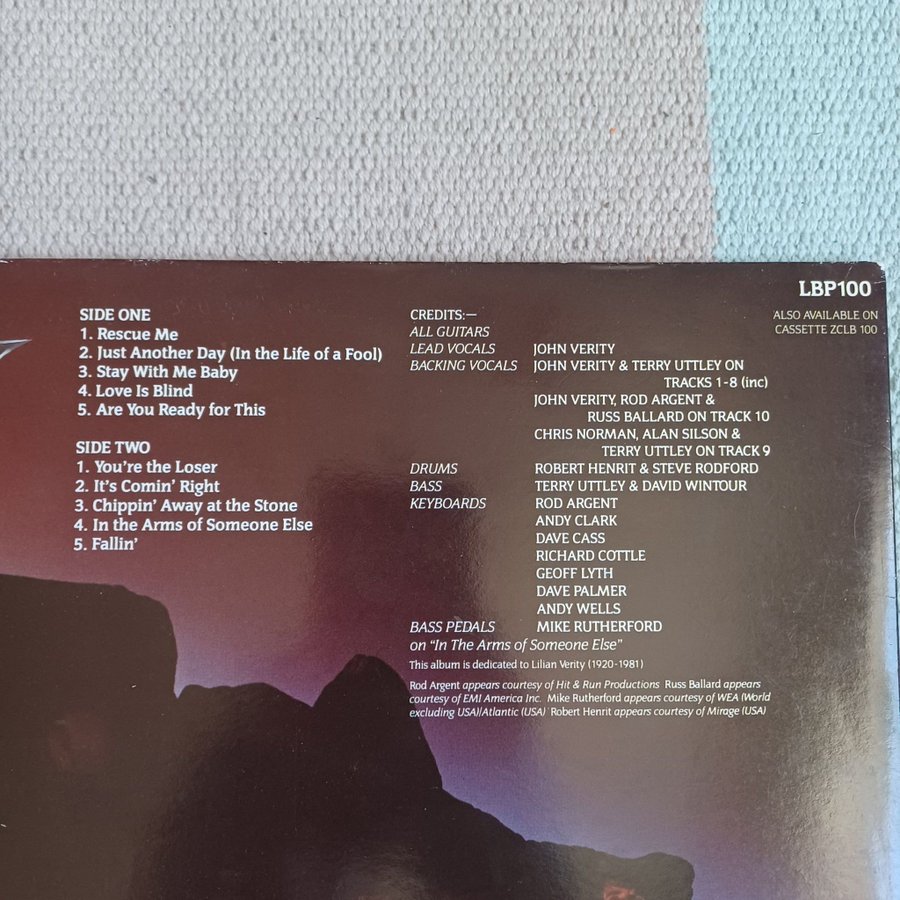 LBP100
ALSO AVAILABLE ON
CASSETTE ZCLB 100
SIDE ONE
1. Rescue Me
2. Just Another Day (In the Life of a Fool)
3. Stay With Me Baby
4. Love Is Blind
5. Are You Ready for This
SIDE TWO
1. You're the Loser
2. It's Comin' Right
3. Chippin' Away at the Stone
4. In the Arms of Someone Else
5. Fallin'
CREDITS:—
ALL GUITARS
LEAD VOCALS JOHN VERITY
BACKING VOCALS JOHN VERITY & TERRY UTTLEY ON
TRACKS 1-8 (inc)
JOHN VERITY, ROD ARGENT &
RUSS BALLARD ON TRACK 10
CHRIS NORMAN, ALAN SILSON &
TERRY UTTLEY ON TRACK 9
DRUMS ROBERT HENRIT & STEVE RODFORD
BASS TERRY UTTLEY & DAVID WINTOUR
KEYBOARDS ROD ARGENT
ANDY CLARK
DAVE CASS
RICHARD COTTLE
GEOFF LYTH
DAVE PALMER
ANDY WELLS
BASS PEDALS MIKE RUTHERFORD
on "In The Arms of Someone Else"
This album is dedicated to Lilian Verity (1920-1981)
Rod Argent appears courtesy of Hit & Run Productions Russ Ballard appears
courtesy of EMI America Inc. Mike Rutherford appears courtesy of WEA (World
excluding USA)/Atlantic (USA) Robert Henrit appears courtesy of Mirage (USA)